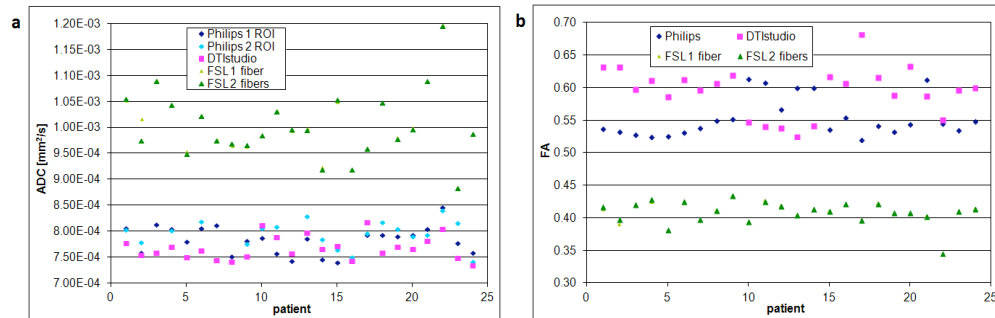 a
1.20E-03
1.15E-03
1.10E-03
1.05E-03
1.00E-03
9.50E-04
9.00E-04
8.50E-04
8.00E-04
7.50E-04
7.00E-04
ADC [mm²/s]
Philips 1 ROI
Philips 2 ROI
DTIstudio
FSL1 fiber
FSL2 fibers
0 5 10 15 20 25
patient
b
0.70
0.65
0.60
0.55
0.50
0.45
0.40
0.35
0.30
FA
Philips DTIstudio
FSL1 fiber FSL2 fibers
0 5 10 15 20 25
patient